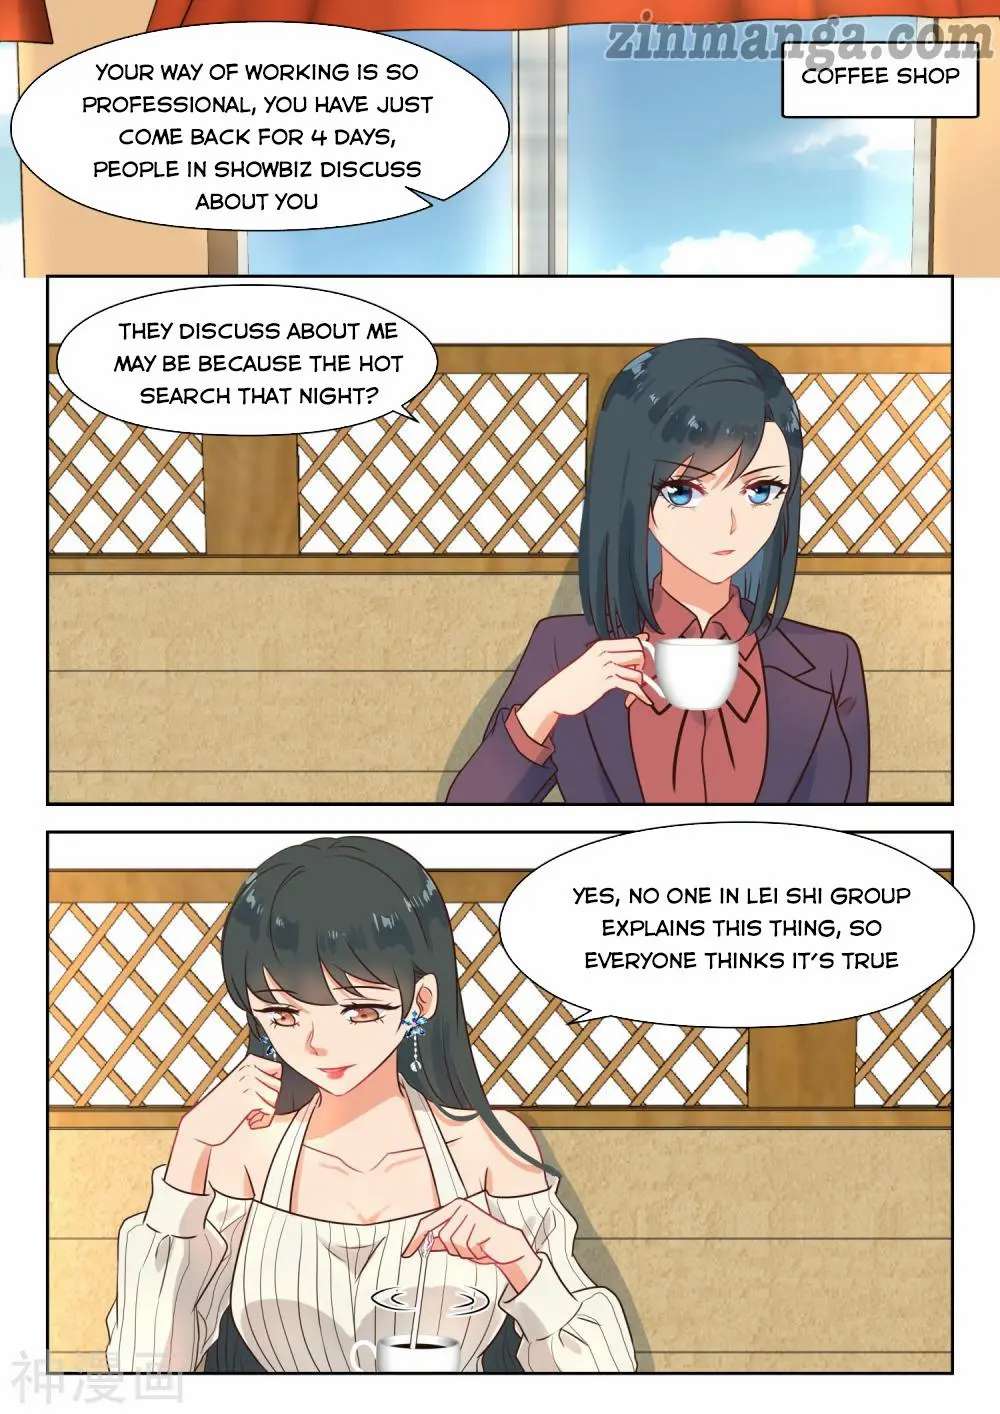 zinmanga.com
COFFEE SHOP
YOUR WAY OF WORKING IS SO
PROFESSIONAL, YOU HAVE JUST
COME BACK FOR 4 DAYS,
PEOPLE IN SHOWBIZ DISCUSS
ABOUT YOU
THEY DISCUSS ABOUT ME
MAY BE BECAUSE THE HOT
SEARCH THAT NIGHT?
YES, NO ONE IN LEI SHI GROUP
EXPLAINS THIS THING, SO
EVERYONE THINKS IT'S TRUE
神漫画